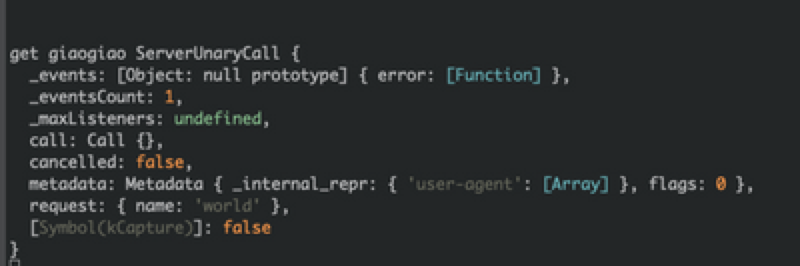 get giaogiao ServerUnaryCall {
  _events: [Object: null prototype] { error: [Function] },
  _eventsCount: 1,
  _maxListeners: undefined,
  call: Call {},
  cancelled: false,
  metadata: Metadata { _internal_repr: { 'user-agent': [Array] }, flags: 0 },
  request: { name: 'world' },
  [Symbol(kCapture)]: false
}